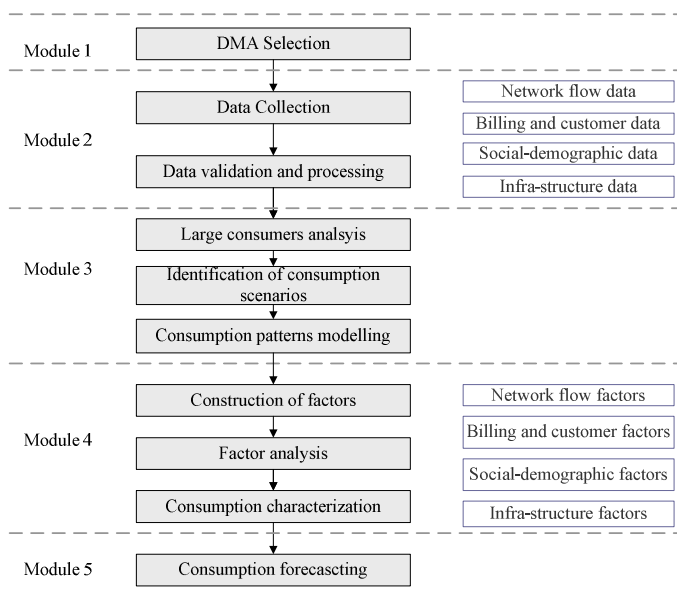 Module 1
DMA Selection
Module 2
Data Collection
Data validation and processing
Network flow data
Billing and customer data
Social-demographic data
Infra-structure data
Module 3
Large consumers analsyis
Identification of consumption
scenarios
Consumption patterns modelling
Module 4
Construction of factors
Factor analysis
Consumption characterization
Network flow factors
Billing and customer factors
Social-demographic factors
Infra-structure factors
Module 5
Consumption forecascting